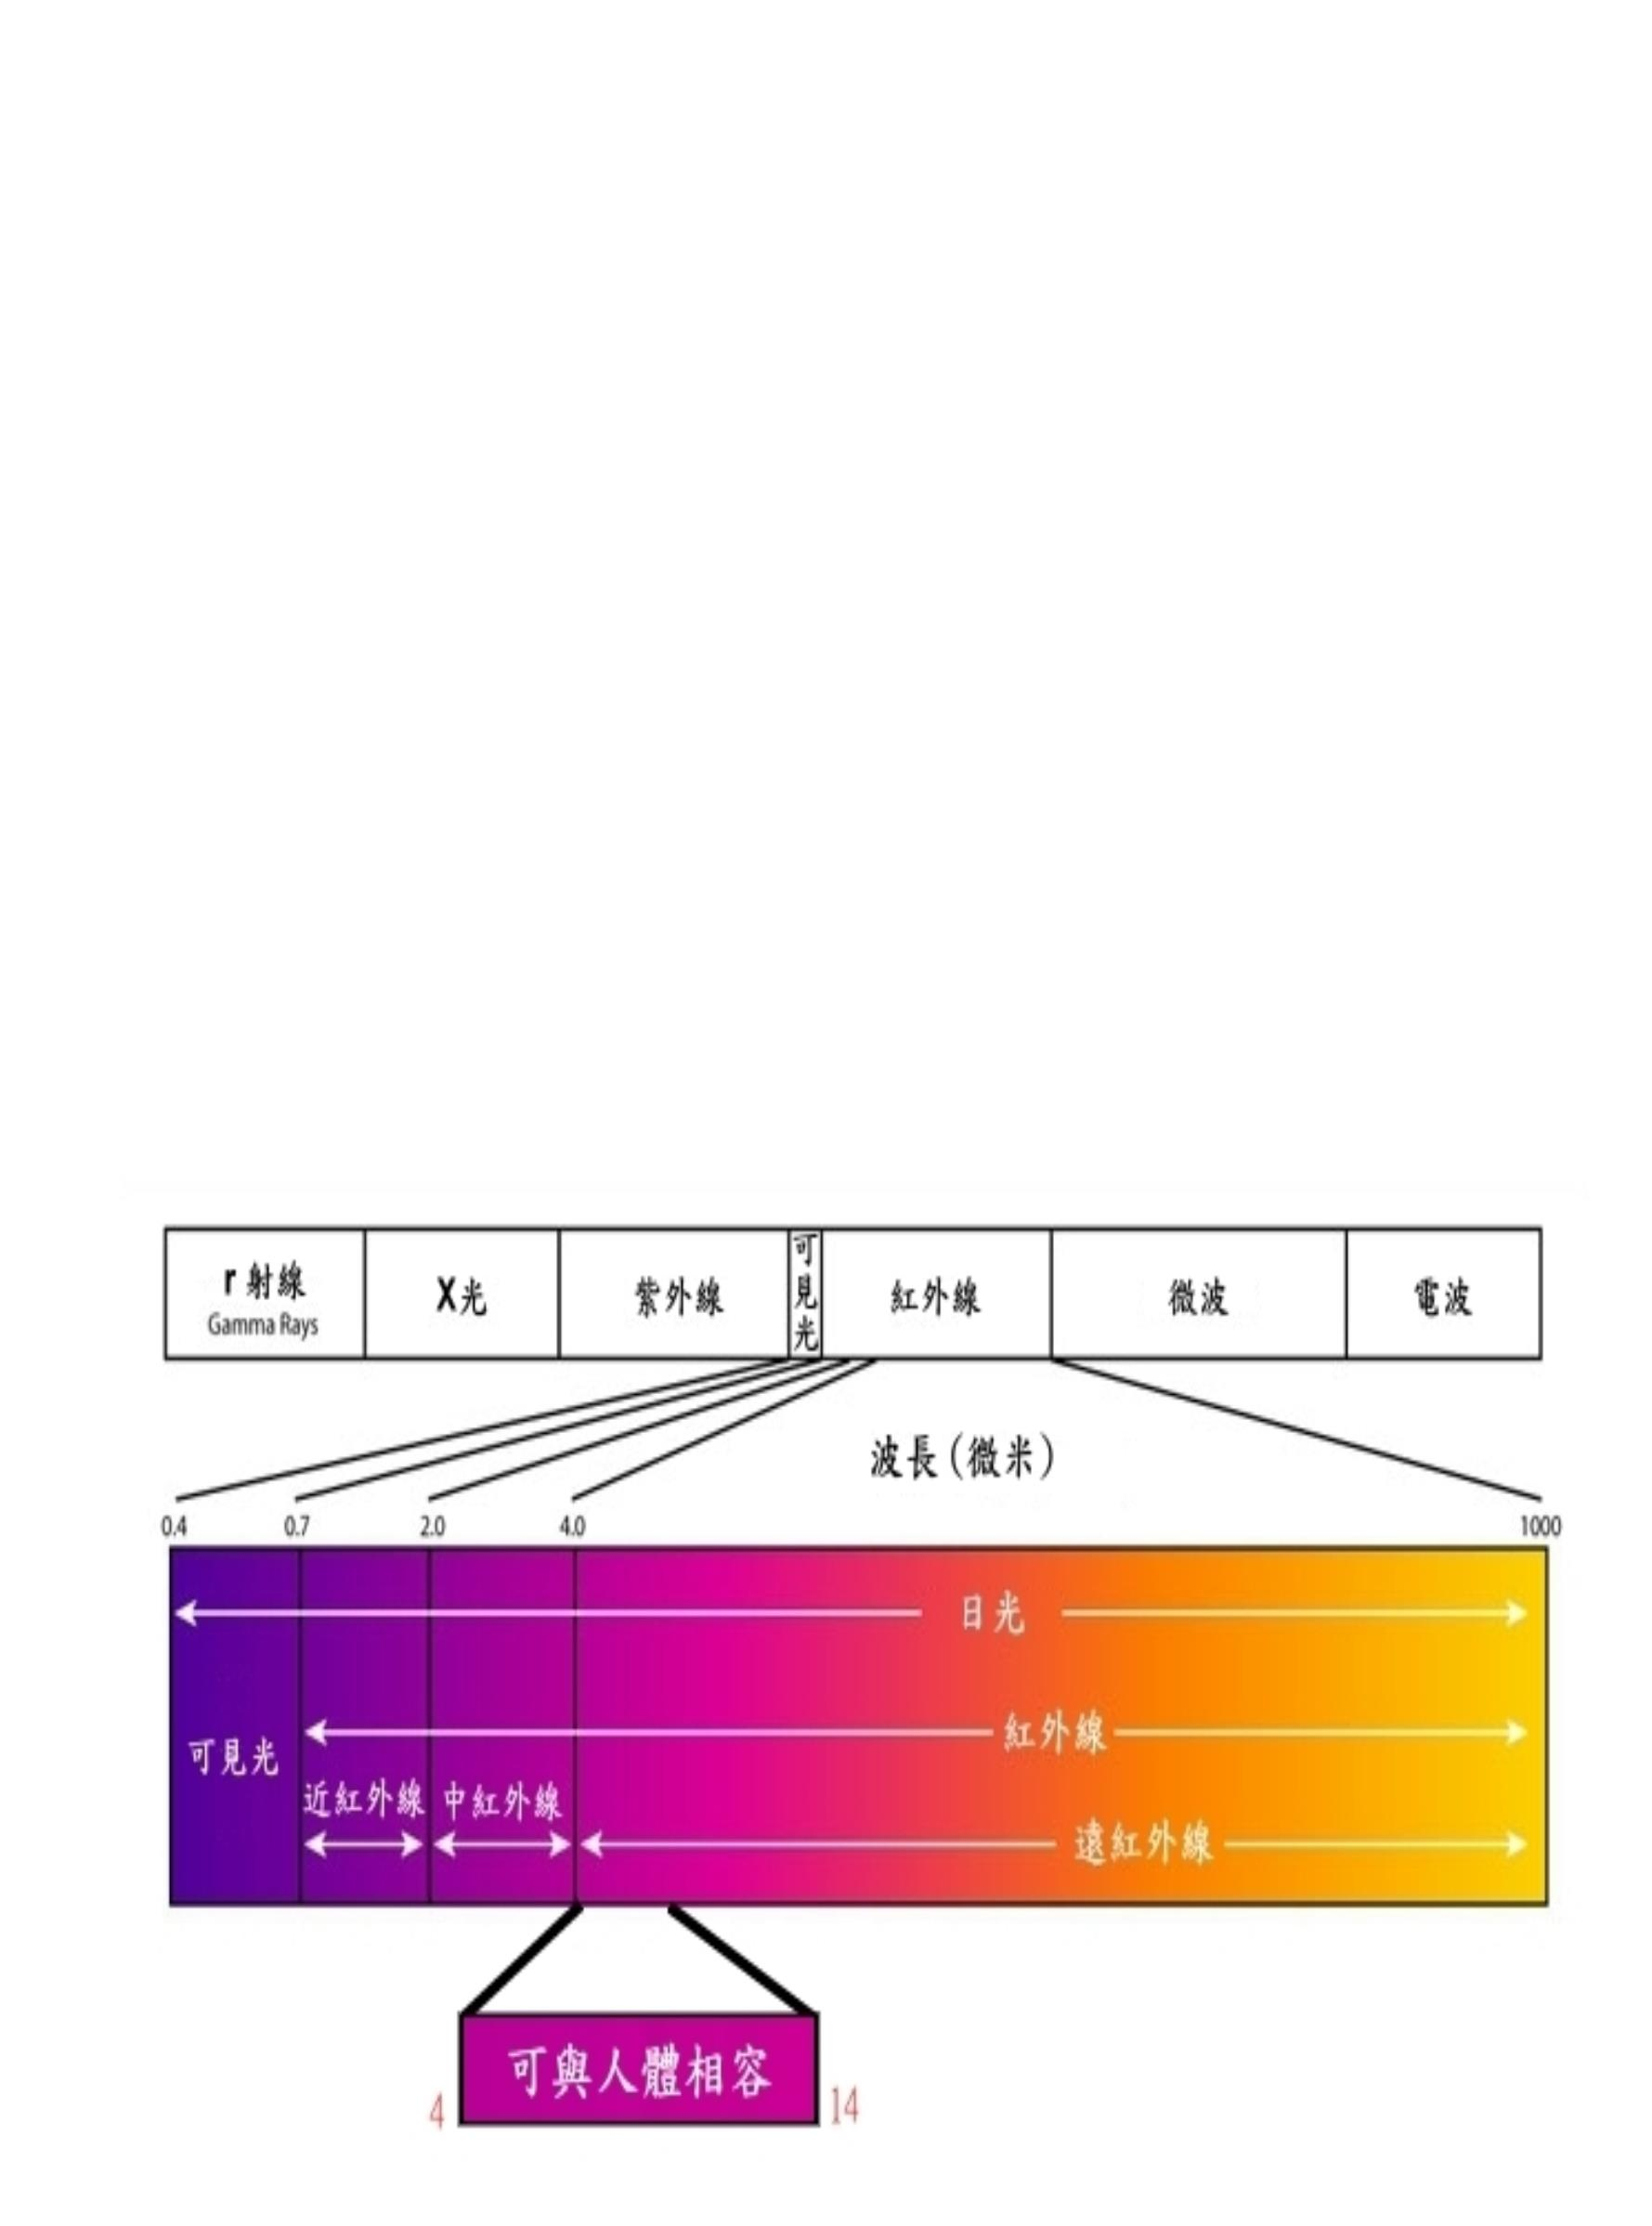 r 射線
Gamma Rays
X光
紫外線
可見光
紅外線
微波
電波
波長(微米)
0.4
0.7
2.0
4.0
1000
日光
紅外線
可見光
近紅外線
中紅外線
遠紅外線
可與人體相容
4
14